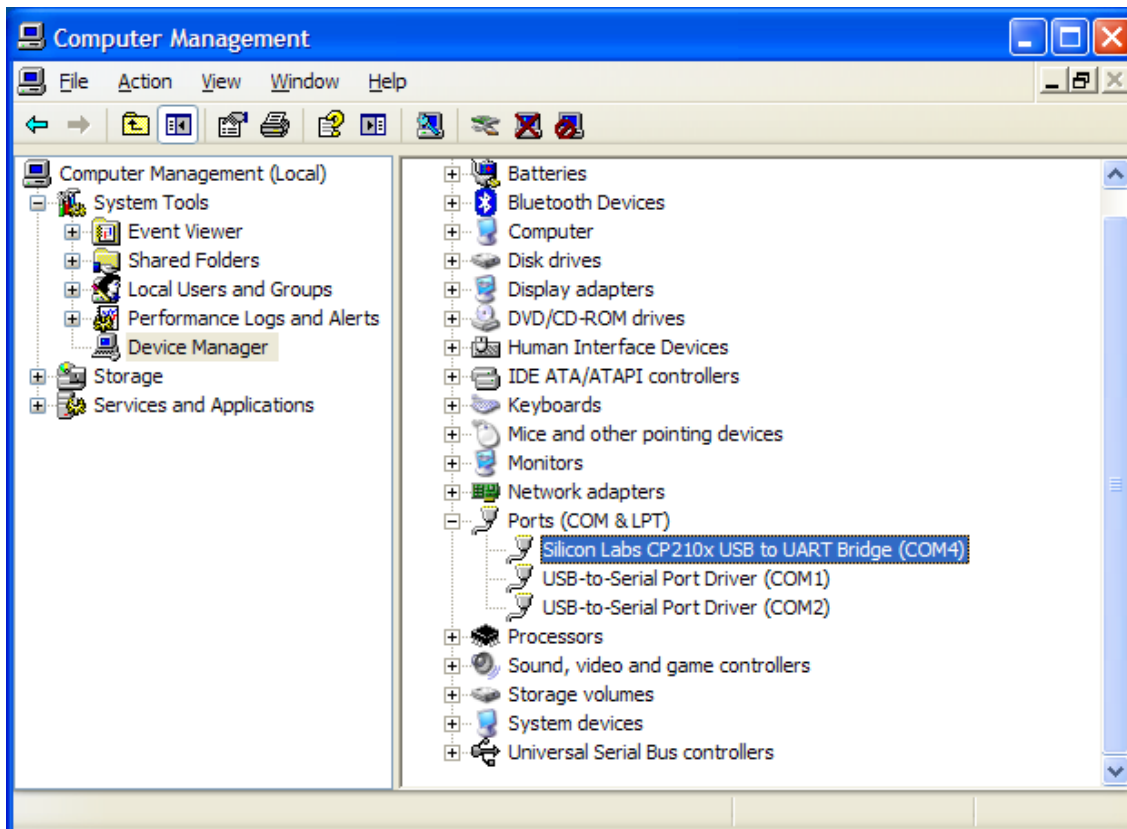 Computer Management
File Action View Window Help
Computer Management (Local)
System Tools
Event Viewer
Shared Folders
Local Users and Groups
Performance Logs and Alerts
Device Manager
Storage
Services and Applications
Batteries
Bluetooth Devices
Computer
Disk drives
Display adapters
DVD/CD-ROM drives
Human Interface Devices
IDE ATA/ATAPI controllers
Keyboards
Mice and other pointing devices
Monitors
Network adapters
Ports (COM & LPT)
Silicon Labs CP210x USB to UART Bridge (COM4)
USB-to-Serial Port Driver (COM1)
USB-to-Serial Port Driver (COM2)
Processors
Sound, video and game controllers
Storage volumes
System devices
Universal Serial Bus controllers